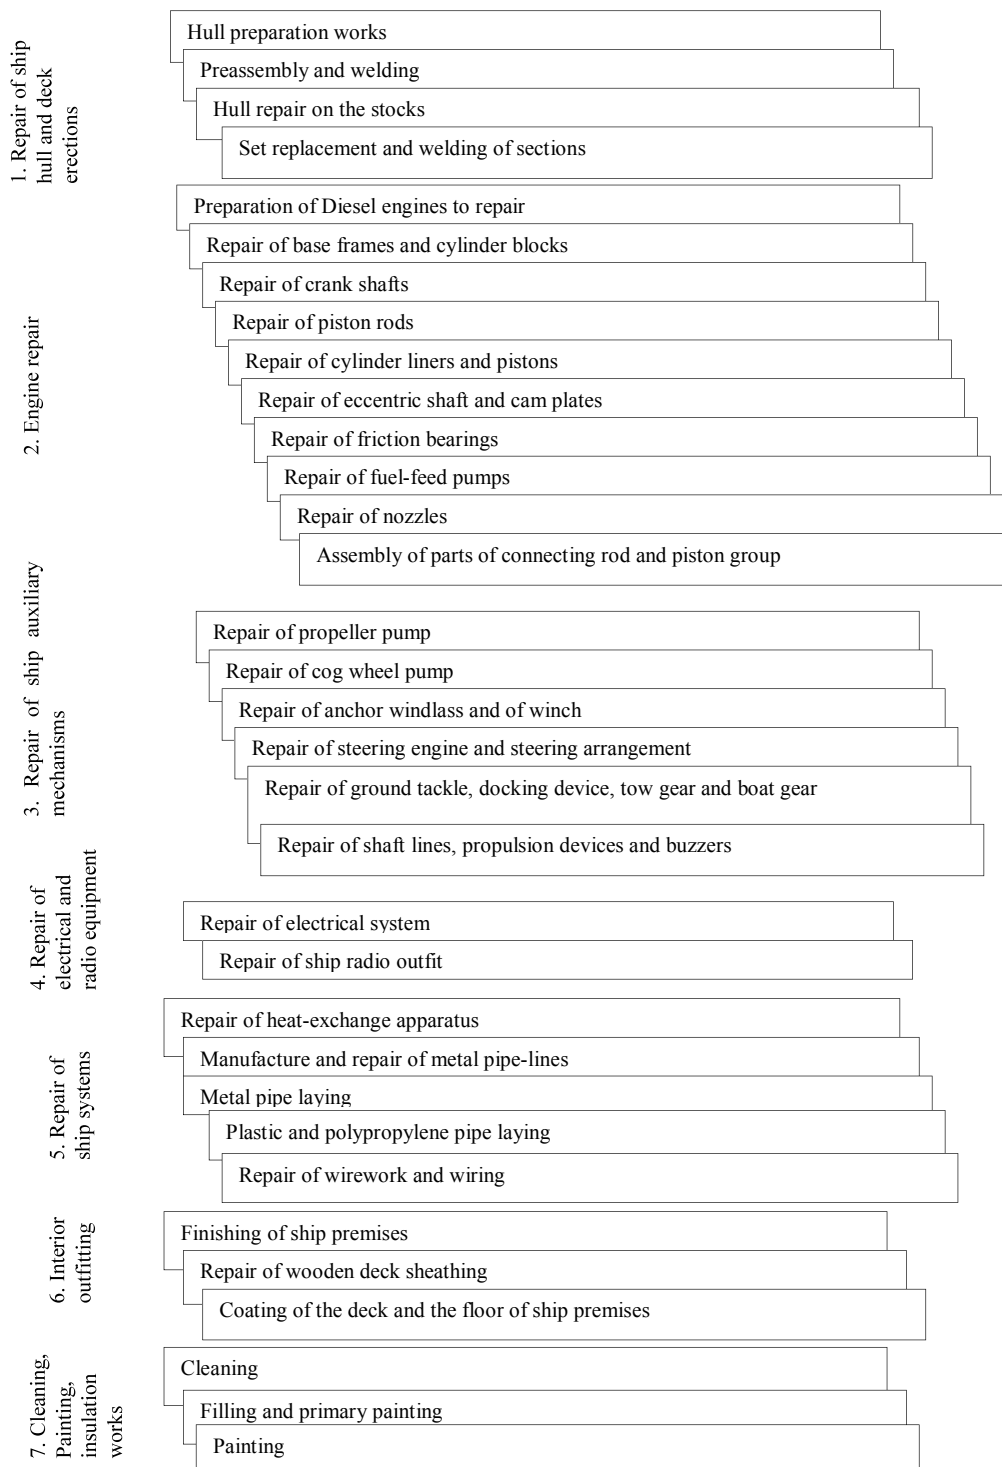 1. Repair of ship
hull and deck
erections
Hull preparation works
Preassembly and welding
Hull repair on the stocks
Set replacement and welding of sections
2. Engine repair
Preparation of Diesel engines to repair
Repair of base frames and cylinder blocks
Repair of crank shafts
Repair of piston rods
Repair of cylinder liners and pistons
Repair of eccentric shaft and cam plates
Repair of friction bearings
Repair of fuel-feed pumps
Repair of nozzles
Assembly of parts of connecting rod and piston group
3. Repair of ship auxiliary
mechanisms
Repair of propeller pump
Repair of cog wheel pump
Repair of anchor windlass and of winch
Repair of steering engine and steering arrangement
Repair of ground tackle, docking device, tow gear and boat gear
Repair of shaft lines, propulsion devices and buzzers
4. Repair of
electrical and
radio equipment
Repair of electrical system
Repair of ship radio outfit
5. Repair of
ship systems
Repair of heat-exchange apparatus
Manufacture and repair of metal pipe-lines
Metal pipe laying
Plastic and polypropylene pipe laying
Repair of wirework and wiring
6. Interior
outfitting
Finishing of ship premises
Repair of wooden deck sheathing
Coating of the deck and the floor of ship premises
7. Cleaning,
Painting,
insulation
works
Cleaning
Filling and primary painting
Painting